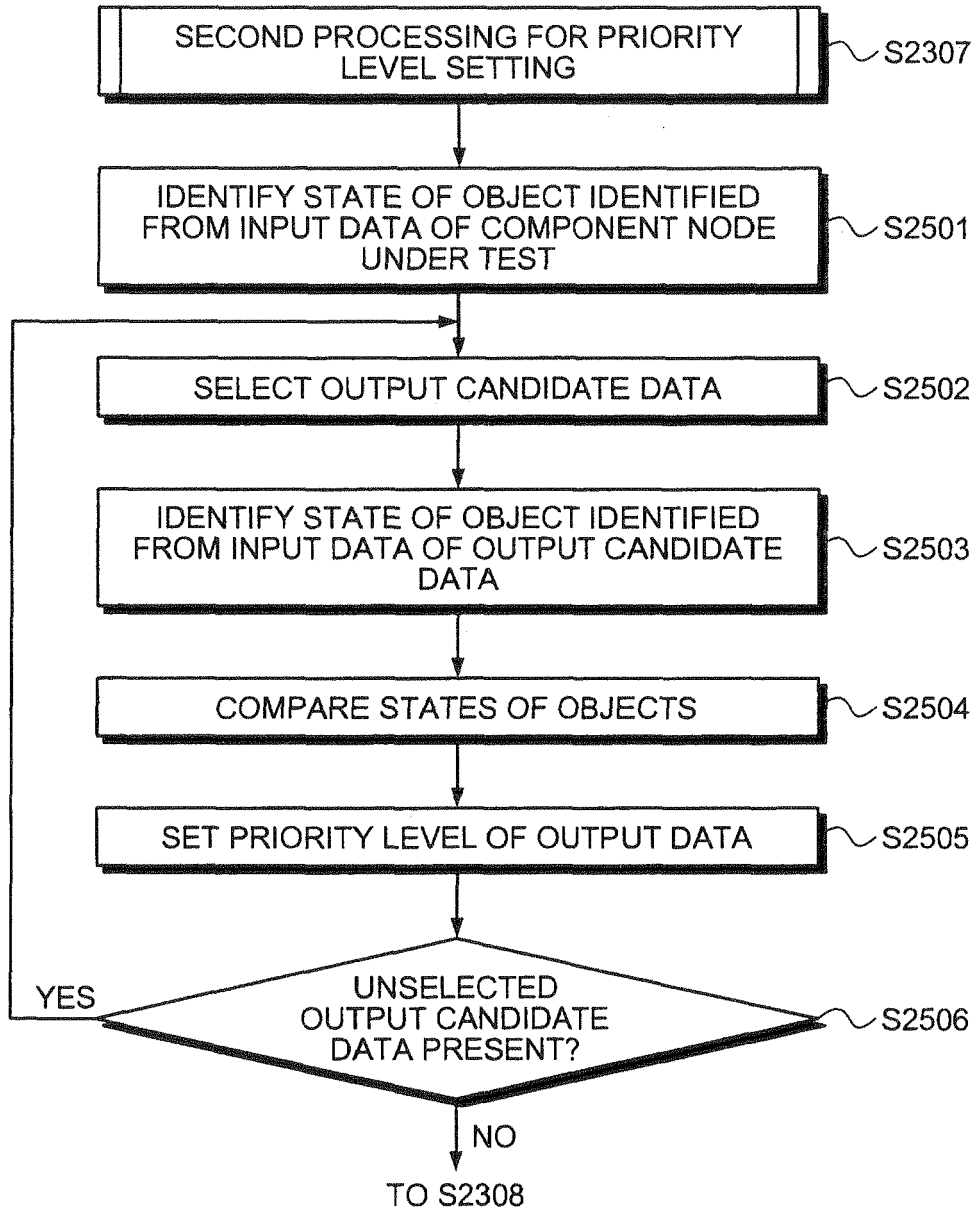 SECOND PROCESSING FOR PRIORITY
LEVEL SETTING
S2307
IDENTIFY STATE OF OBJECT IDENTIFIED
FROM INPUT DATA OF COMPONENT NODE
UNDER TEST
S2501
SELECT OUTPUT CANDIDATE DATA
S2502
IDENTIFY STATE OF OBJECT IDENTIFIED
FROM INPUT DATA OF OUTPUT CANDIDATE
DATA
S2503
COMPARE STATES OF OBJECTS
S2504
SET PRIORITY LEVEL OF OUTPUT DATA
S2505
YES
UNSELECTED
OUTPUT CANDIDATE
DATA PRESENT?
S2506
NO
TO S2308